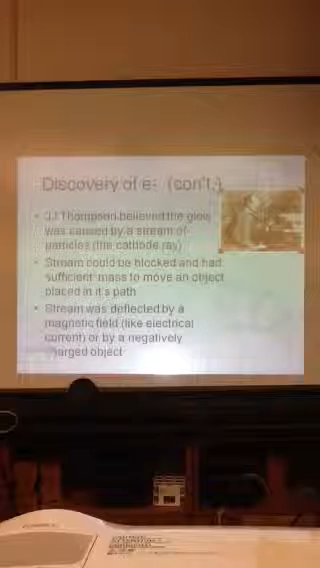 Discovery of e- (con't.)
• JJ Thompson believed the glow
was caused by a stream of
particles (the cathode ray)
• Stream could be blocked and had
sufficient mass to move an object
placed in it's path
• Stream was deflected by a
magnetic field (like electrical
current) or by a negatively
charged object